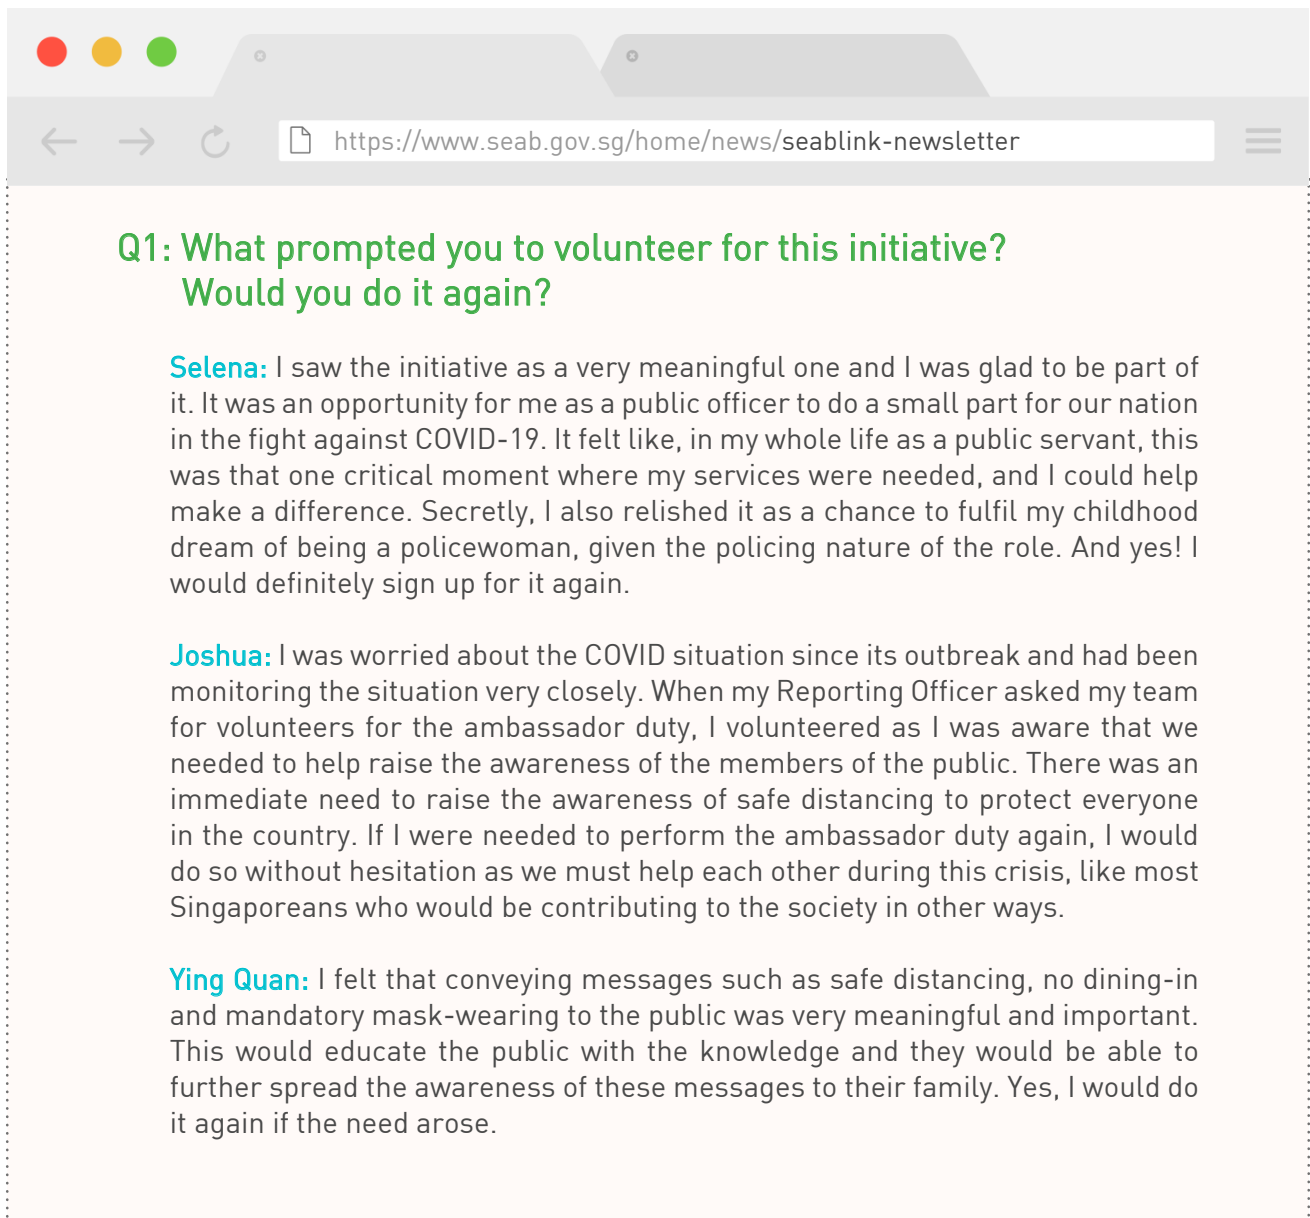 https://www.seab.gov.sg/home/news/seablink-newsletter
Q1: What prompted you to volunteer for this initiative?
Would you do it again?
Selena: I saw the initiative as a very meaningful one and I was glad to be part of
it. It was an opportunity for me as a public officer to do a small part for our nation
in the fight against COVID-19. It felt like, in my whole life as a public servant, this
was that one critical moment where my services were needed, and I could help
make a difference. Secretly, I also relished it as a chance to fulfil my childhood
dream of being a policewoman, given the policing nature of the role. And yes! I
would definitely sign up for it again.
Joshua: I was worried about the COVID situation since its outbreak and had been
monitoring the situation very closely. When my Reporting Officer asked my team
for volunteers for the ambassador duty, I volunteered as I was aware that we
needed to help raise the awareness of the members of the public. There was an
immediate need to raise the awareness of safe distancing to protect everyone
in the country. If I were needed to perform the ambassador duty again, I would
do so without hesitation as we must help each other during this crisis, like most
Singaporeans who would be contributing to the society in other ways.
Ying Quan: I felt that conveying messages such as safe distancing, no dining-in
and mandatory mask-wearing to the public was very meaningful and important.
This would educate the public with the knowledge and they would be able to
further spread the awareness of these messages to their family. Yes, I would do
it again if the need arose.